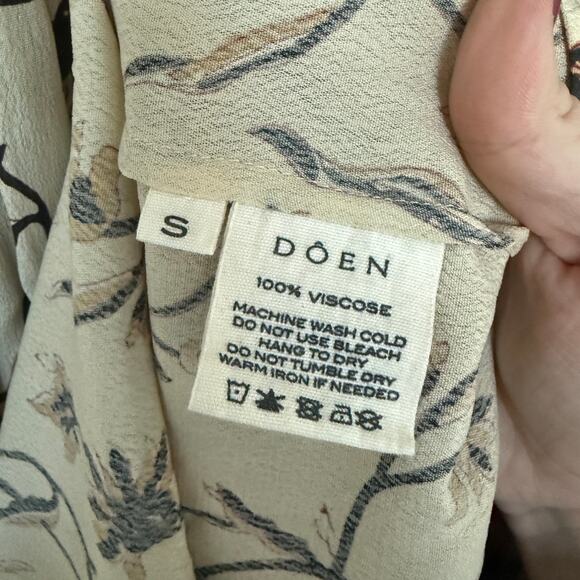 S
DÔEN
100% VISCOSE
MACHINE WASH COLD
DO NOT USE BLEACH
HANG TO DRY
DO NOT TUMBLE DRY
WARM IRON IF NEEDED